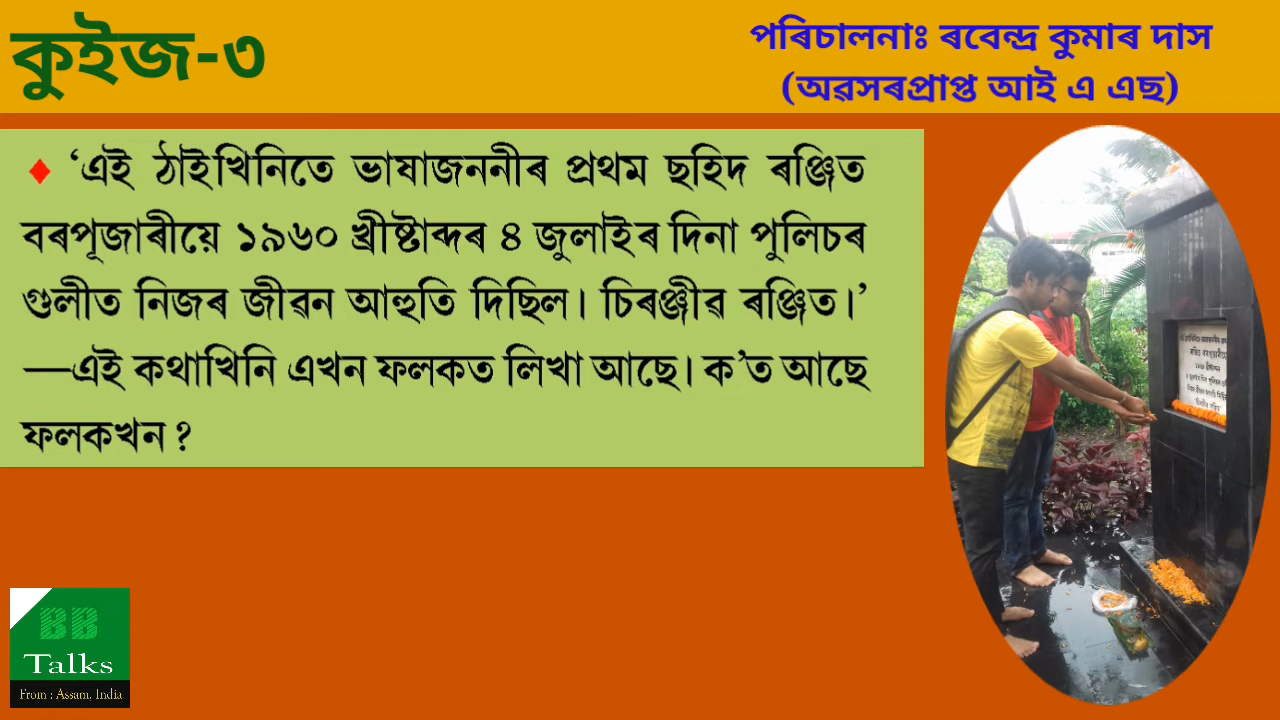 কুইজ-৩
পৰিচালনাঃ ৰবেন্দ্ৰ কুমাৰ দাস
(অৱসৰপ্ৰাপ্ত আই এ এছ)
‘এই ঠাইখিনিতে ভাষাজননীৰ প্ৰথম ছহিদ ৰঞ্জিত
বৰপূজাৰীয়ে ১৯৬০ খ্ৰীষ্টাব্দৰ ৪ জুলাইৰ দিনা পুলিচৰ
গুলীত নিজৰ জীৱন আহুতি দিছিল। চিৰঞ্জীৱ ৰঞ্জিত।’
—এই কথাখিনি এখন ফলকত লিখা আছে। ক’ত আছে
ফলকখন ?
BB
Talks
From : Assam, India